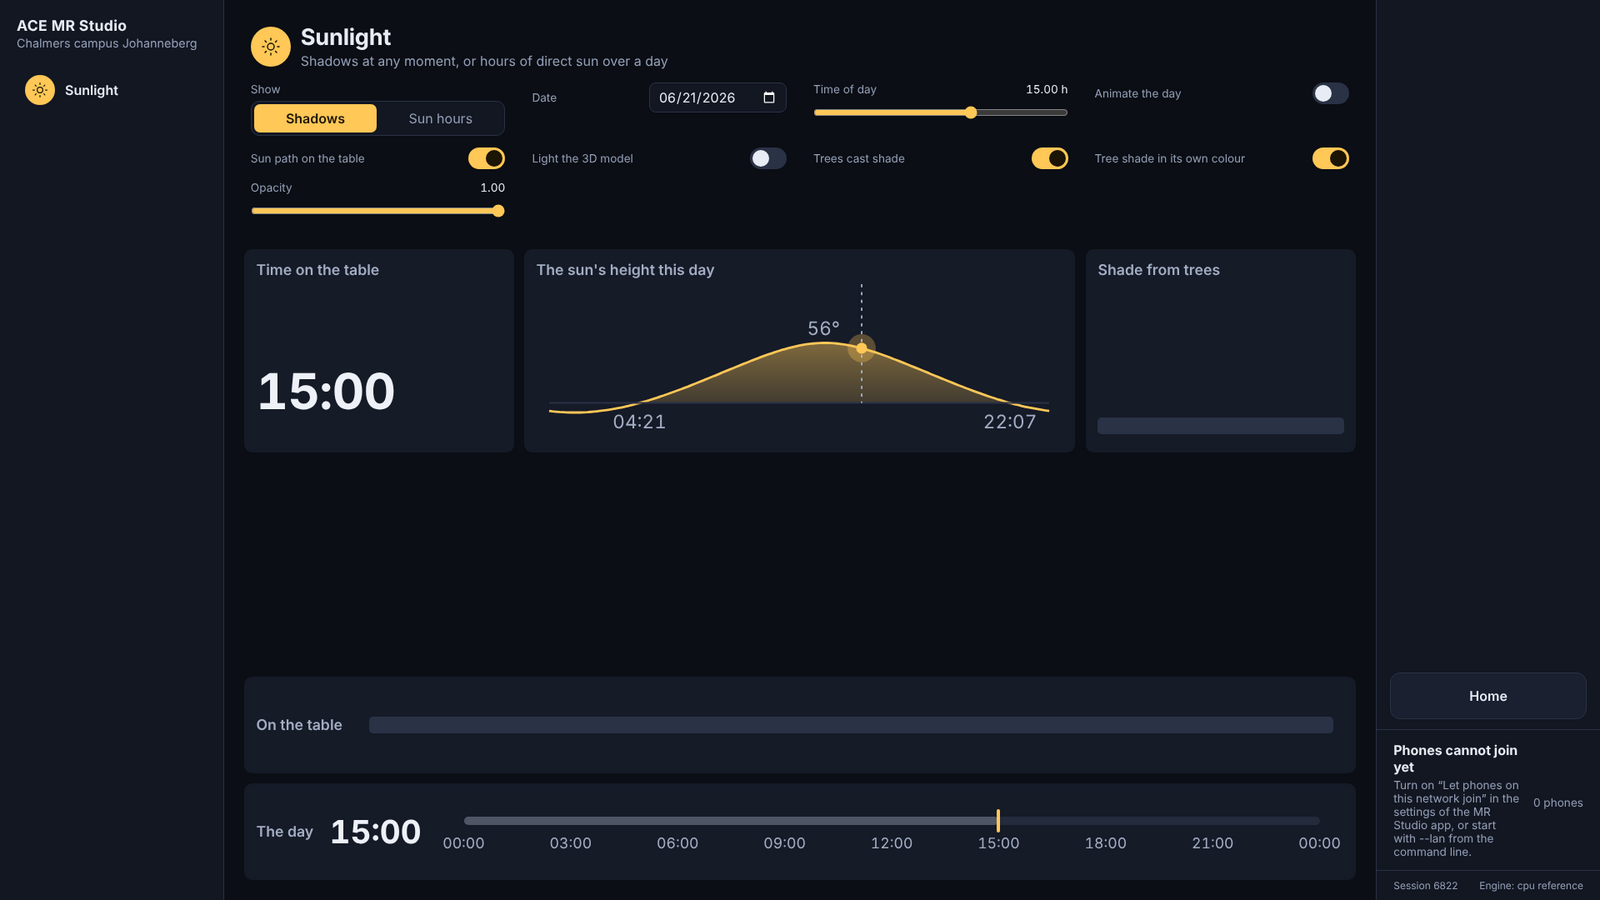 ACE MR Studio
Chalmers campus Johanneberg
Sunlight
Sunlight
Shadows at any moment, or hours of direct sun over a day
Show
Shadows
Sun hours
Date
06/21/2026
Time of day
15.00 h
Animate the day
Sun path on the table
Light the 3D model
Trees cast shade
Tree shade in its own colour
Opacity
1.00
Time on the table
15:00
The sun's height this day
56°
04:21
22:07
Shade from trees
On the table
The day
15:00
00:00
03:00
06:00
09:00
12:00
15:00
18:00
21:00
00:00
Home
Phones cannot join
yet
Turn on “Let phones on
this network join” in the
settings of the MR
Studio app, or start
with --lan from the
command line.
0 phones
Session 6822
Engine: cpu reference